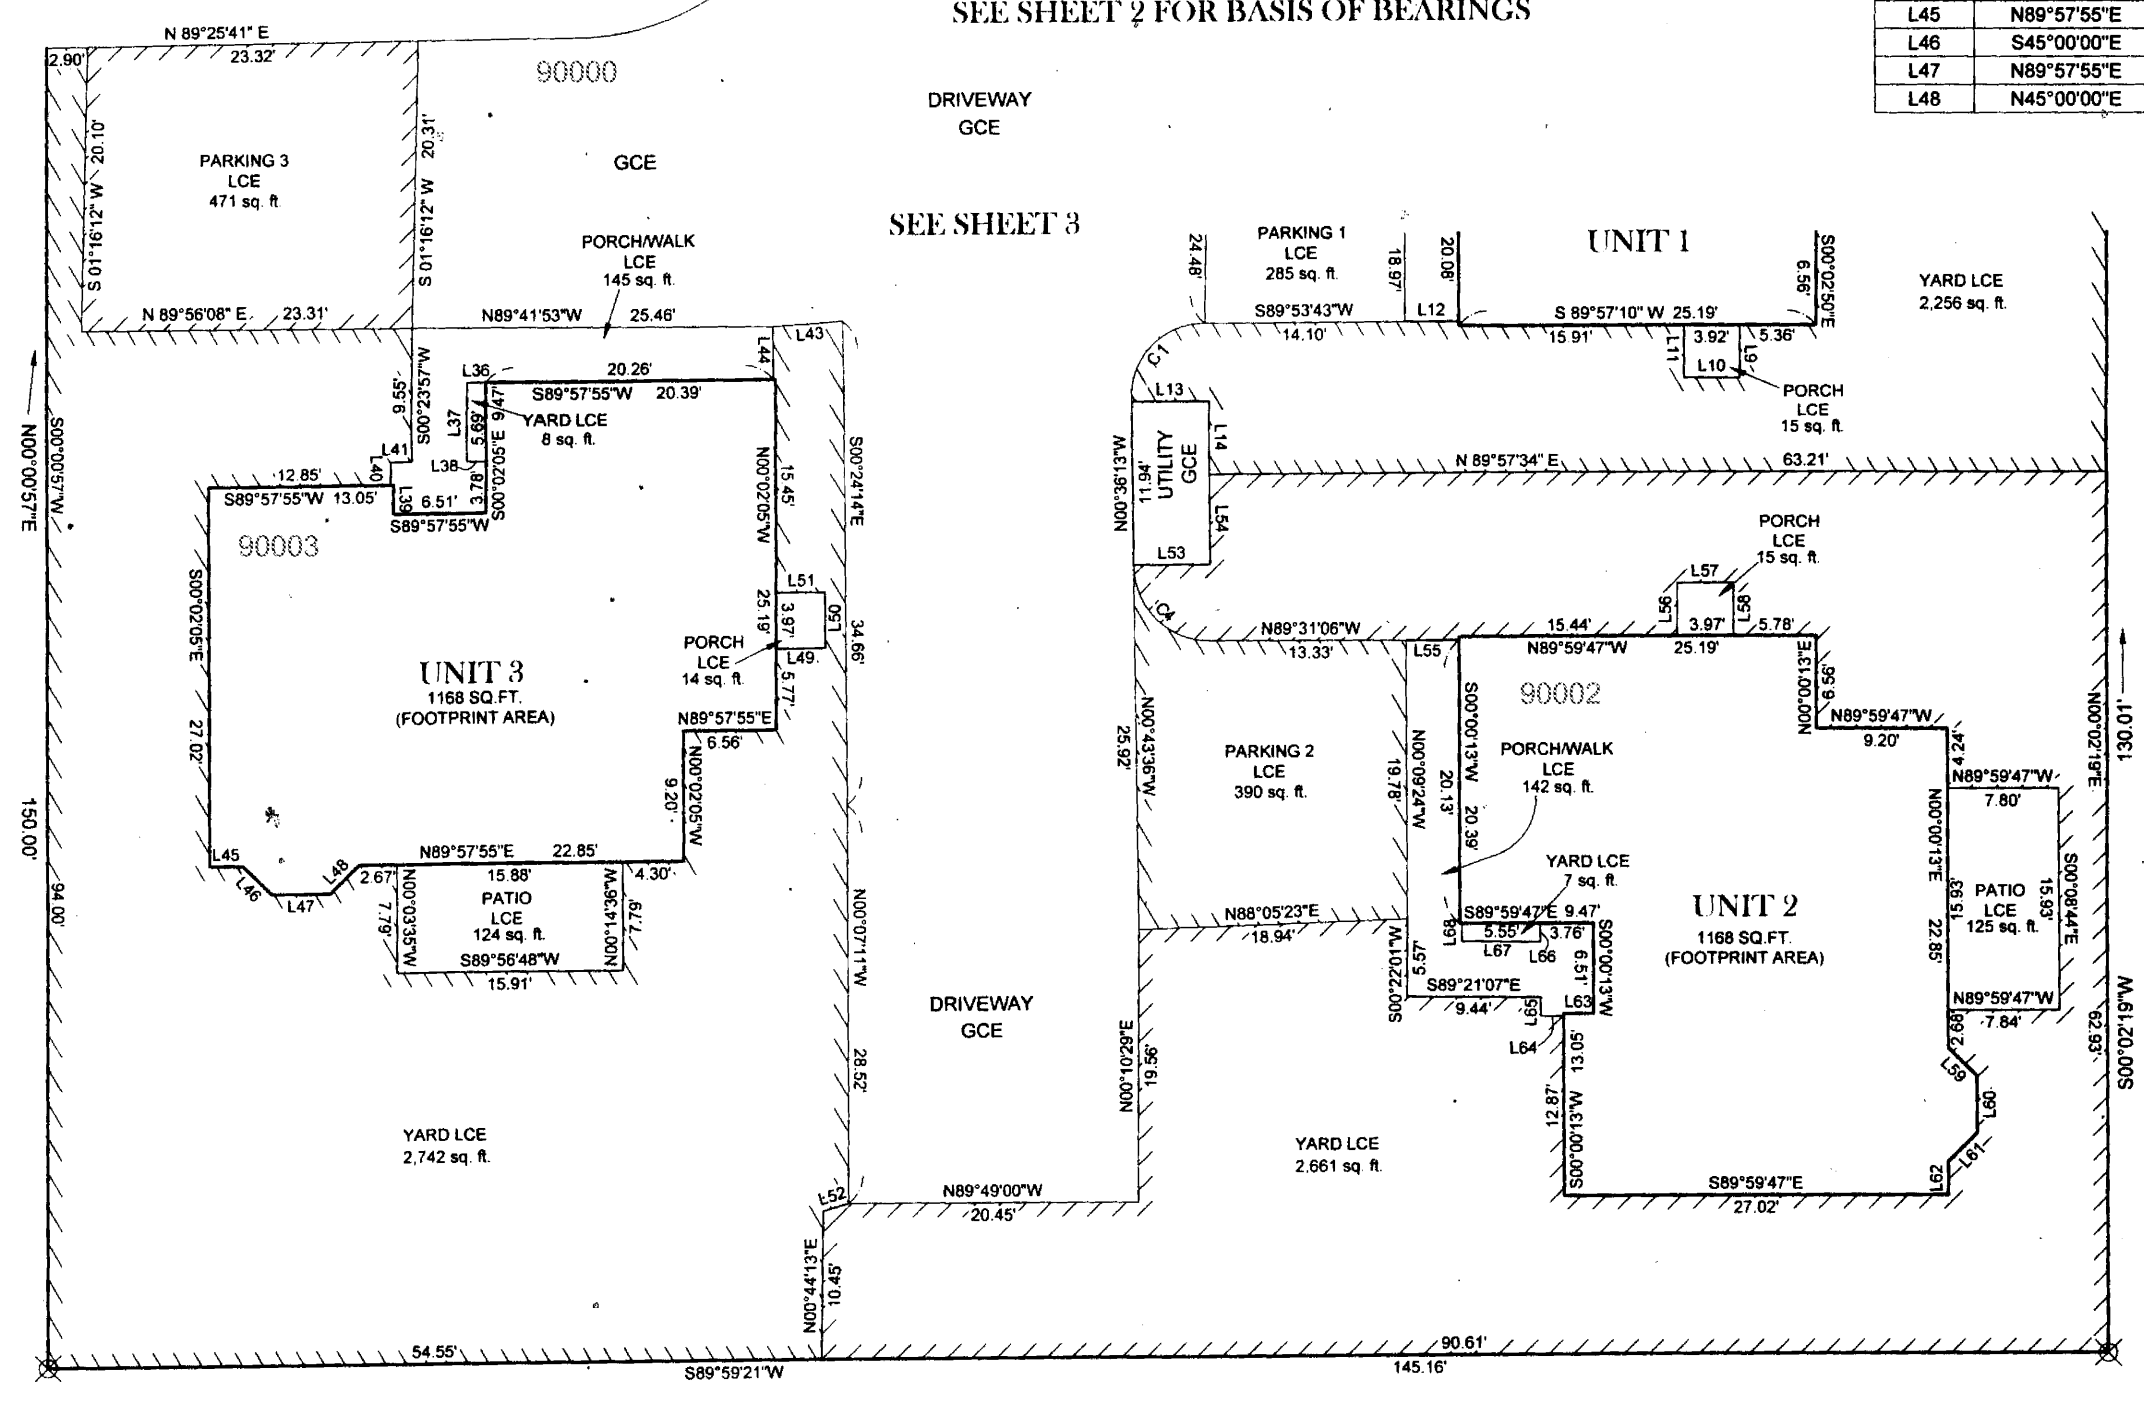 SEE SHEET 2 FOR BASIS OF BEARINGS
L45 N89°57'55"E
L46 S45°00'00"E
L47 N89°57'55"E
L48 N45°00'00"E
N 89°25'41" E
2.90'
23.32'
90000
DRIVEWAY
GCE
S 01°16'12" W 20.10'
PARKING 3
LCE
471 sq. ft.
S 01°16'12" W 20.31'
GCE
SEE SHEET 3
PORCH/WALK
LCE
145 sq. ft.
N 89°56'08" E
23.31'
N89°41'53"W
25.46'
L43
L44
24.48'
PARKING 1
LCE
285 sq. ft.
18.97'
20.08'
UNIT 1
S00°02'50"E
6.56'
YARD LCE
2,256 sq. ft.
S89°53'43"W
14.10'
L12
S 89°57'10" W 25.19'
15.91'
3.92'
5.36'
L11
L10
L9
PORCH
LCE
15 sq. ft.
C1
L13
L14
UTILITY
GCE
N00°36'13"W
11.94'
N 89°57'34" E
63.21'
L54
L53
C4
9.55'
S00°23'57"W
L36
20.26'
S89°57'55"W 20.39'
L37
5.69'
9.47'
YARD LCE
8 sq. ft.
L38
L41
L40
L39
3.78'
S00°02'05"E
6.51'
S89°57'55"W
12.85'
S89°57'55"W 13.05'
N00°00'57"E
S00°00'57"W
90003
N00°02'05"W
15.45'
S00°24'14"E
25.19'
L51
3.97'
L50
L49
34.66'
PORCH
LCE
14 sq. ft.
5.77'
S00°02'05"E
27.02'
UNIT 3
1168 SQ.FT.
(FOOTPRINT AREA)
N89°57'55"E
6.56'
N00°02'05"W
9.20'
L45
L46
L47
L48
N89°57'55"E 22.85'
2.67'
15.88'
4.30'
N00°03'35"W
7.79'
PATIO
LCE
124 sq. ft.
N00°14'36"W
7.79'
S89°56'48"W
15.91'
150.00'
94.00'
YARD LCE
2,742 sq. ft.
N00°07'11"W
28.52'
DRIVEWAY
GCE
L52
N89°49'00"W
20.45'
N00°44'13"E
10.45'
54.55'
S89°59'21"W
90.61'
145.16'
PORCH
LCE
15 sq. ft.
L57
L56
L58
15.44'
3.97'
5.78'
N89°59'47"W
25.19'
N89°31'06"W
13.33'
L55
90002
N00°00'13"E
6.56'
N89°59'47"W
9.20'
4.24'
N89°59'47"W
7.80'
N00°02'19"E
130.01'
N00°43'36"W
25.92'
PARKING 2
LCE
390 sq. ft.
19.78'
N00°09'24"W
S00°00'13"W 20.39'
20.13'
PORCH/WALK
LCE
142 sq. ft.
YARD LCE
7 sq. ft.
N88°05'23"E
18.94'
S89°59'47"E 9.47'
L68
5.55'
3.76'
L67
L66
S00°22'01"W
5.57'
S89°21'07"E
9.44'
L65
L64
L63
6.51'
S00°00'13"W
UNIT 2
1168 SQ.FT.
(FOOTPRINT AREA)
N00°00'13"E
15.93'
22.85'
PATIO
LCE
125 sq. ft.
15.93'
S00°08'44"E
N89°59'47"W
7.84'
2.68'
L59
L60
L61
L62
62.93'
S00°02'19"W
N00°10'29"E
19.56'
YARD LCE
2,661 sq. ft.
13.05'
12.87'
S00°00'13"W
S89°59'47"E
27.02'